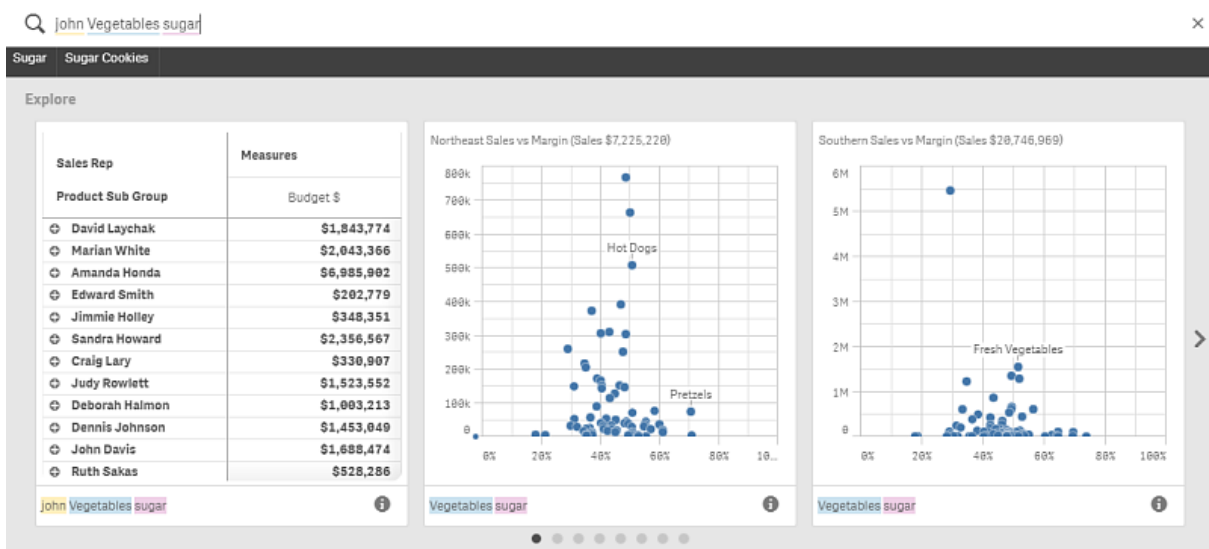 john Vegetables sugar
Sugar Sugar Cookies
Explore
Sales Rep
Measures
Product Sub Group
Budget $
David Laychak $1,843,774
Marian White $2,043,366
Amanda Honda $6,985,902
Edward Smith $202,779
Jimmie Holley $348,351
Sandra Howard $2,356,567
Craig Lary $330,907
Judy Rowlett $1,523,552
Deborah Halmon $1,003,213
Dennis Johnson $1,453,049
John Davis $1,688,474
Ruth Sakas $528,286
john Vegetables sugar
Northeast Sales vs Margin (Sales $7,225,220)
800k
700k
600k
Hot Dogs
500k
400k
300k
200k
Pretzels
100k
0
0% 20% 40% 60% 80% 10...
Vegetables sugar
Southern Sales vs Margin (Sales $20,746,969)
6M
5M
4M
3M
2M
Fresh Vegetables
1M
0
0% 20% 40% 60% 80% 100%
Vegetables sugar